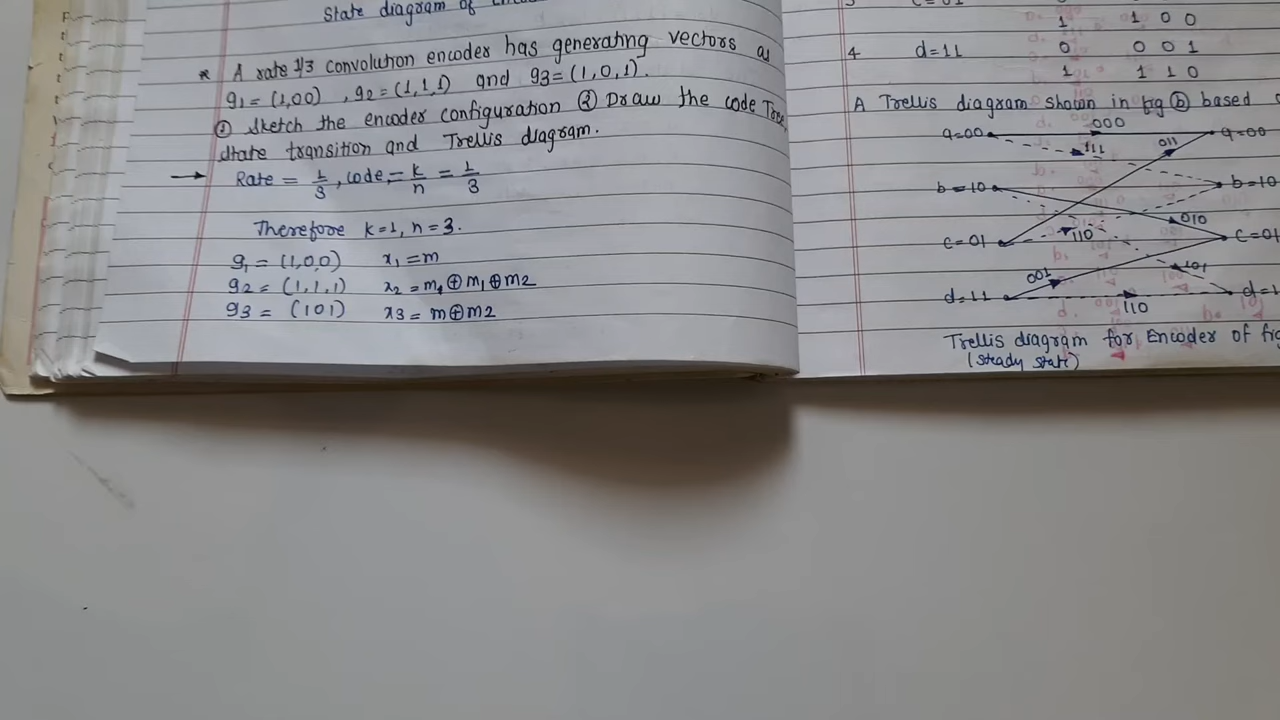 State diagram of
* A rate 1/3 convolution encoder has generating vectors as
g1 = (1,00) , g2 = (1,1,1) and g3 = (1,0,1).
① Sketch the encoder configuration ② Draw the code Tree,
state transition and Trellis diagram.
→ Rate = 1/3, code = k/n = 1/3
Therefore k=1, n=3.
g1 = (1,0,0) x1 = m
g2 = (1,1,1) x2 = m⊕m1⊕m2
g3 = (101) x3 = m⊕m2
1 1 0 0
4 d=11 0 0 0 1
1 1 1 0
A Trellis diagram shown in fig ⓑ based
a=00 000 a=00
111 011
b=10 b=10
010
c=01 110 c=01
001 101
d=11 110
Trellis diagram for Encoder of fig
(steady state)